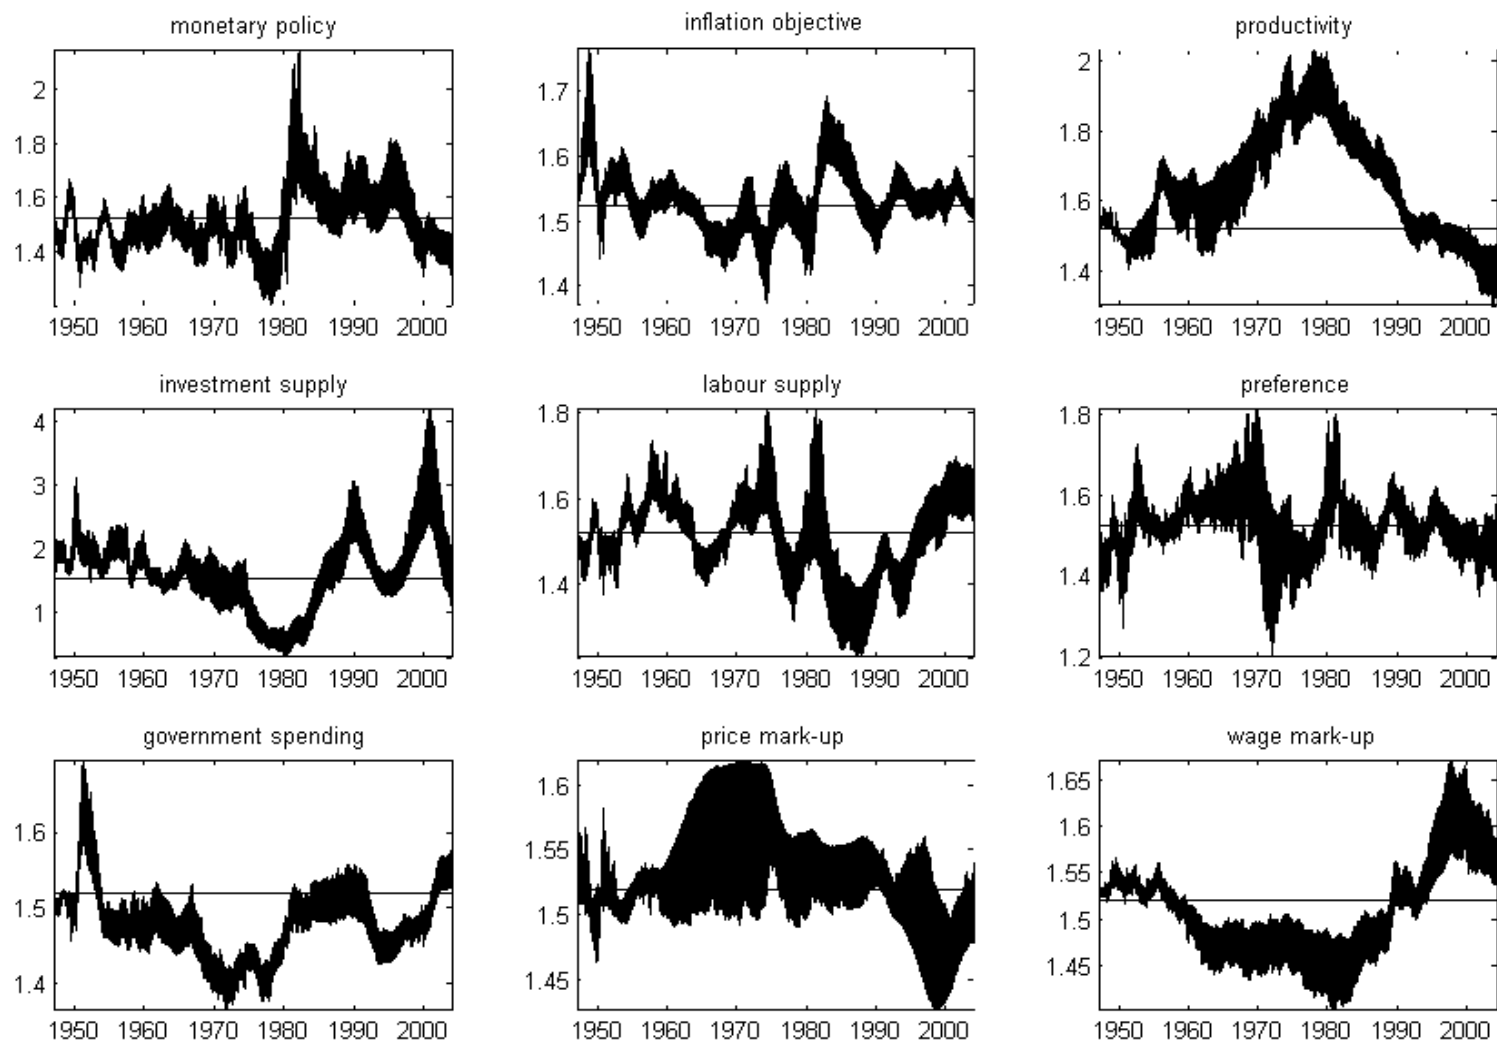 monetary policy
inflation objective
productivity
2
1.8
1.6
1.4
1950 1960 1970 1980 1990 2000
1.7
1.6
1.5
1.4
1950 1960 1970 1980 1990 2000
2
1.8
1.6
1.4
1950 1960 1970 1980 1990 2000
investment supply
labour supply
preference
4
3
2
1
1950 1960 1970 1980 1990 2000
1.8
1.6
1.4
1950 1960 1970 1980 1990 2000
1.8
1.6
1.4
1.2
1950 1960 1970 1980 1990 2000
government spending
price mark-up
wage mark-up
1.6
1.5
1.4
1950 1960 1970 1980 1990 2000
1.6
1.55
1.5
1.45
1950 1960 1970 1980 1990 2000
1.65
1.6
1.55
1.5
1.45
1950 1960 1970 1980 1990 2000